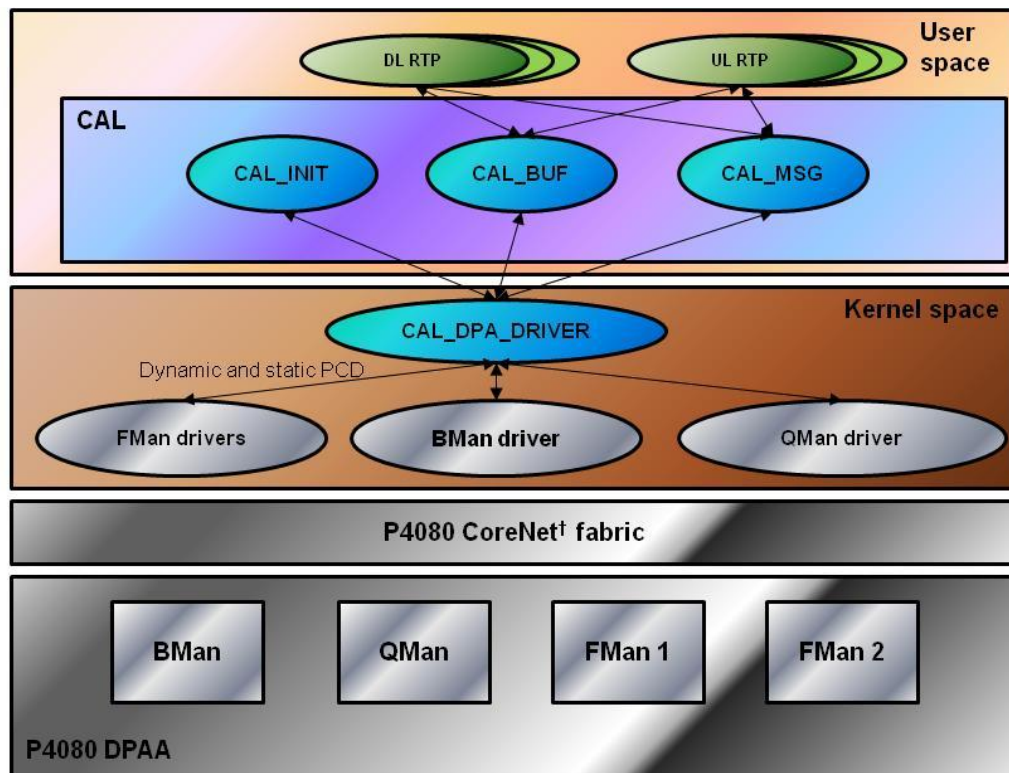 User
space
DL RTP
UL RTP
CAL
CAL_INIT
CAL_BUF
CAL_MSG
Kernel space
CAL_DPA_DRIVER
Dynamic and static PCD
FMan drivers
BMan driver
QMan driver
P4080 CoreNet† fabric
BMan
QMan
FMan 1
FMan 2
P4080 DPAA